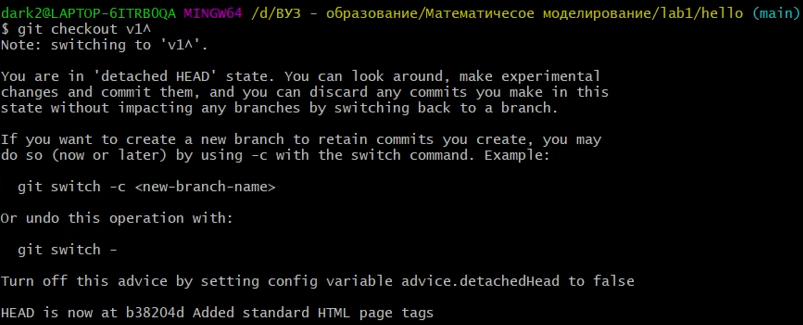 dark2@LAPTOP-6ITRBOQA MINGW64 /d/ВУЗ - образование/Математичесое моделирование/lab1/hello (main)
$ git checkout v1^
Note: switching to 'v1^'.
You are in 'detached HEAD' state. You can look around, make experimental
changes and commit them, and you can discard any commits you make in this
state without impacting any branches by switching back to a branch.
If you want to create a new branch to retain commits you create, you may
do so (now or later) by using -c with the switch command. Example:
git switch -c <new-branch-name>
Or undo this operation with:
git switch -
Turn off this advice by setting config variable advice.detachedHead to false
HEAD is now at b38204d Added standard HTML page tags